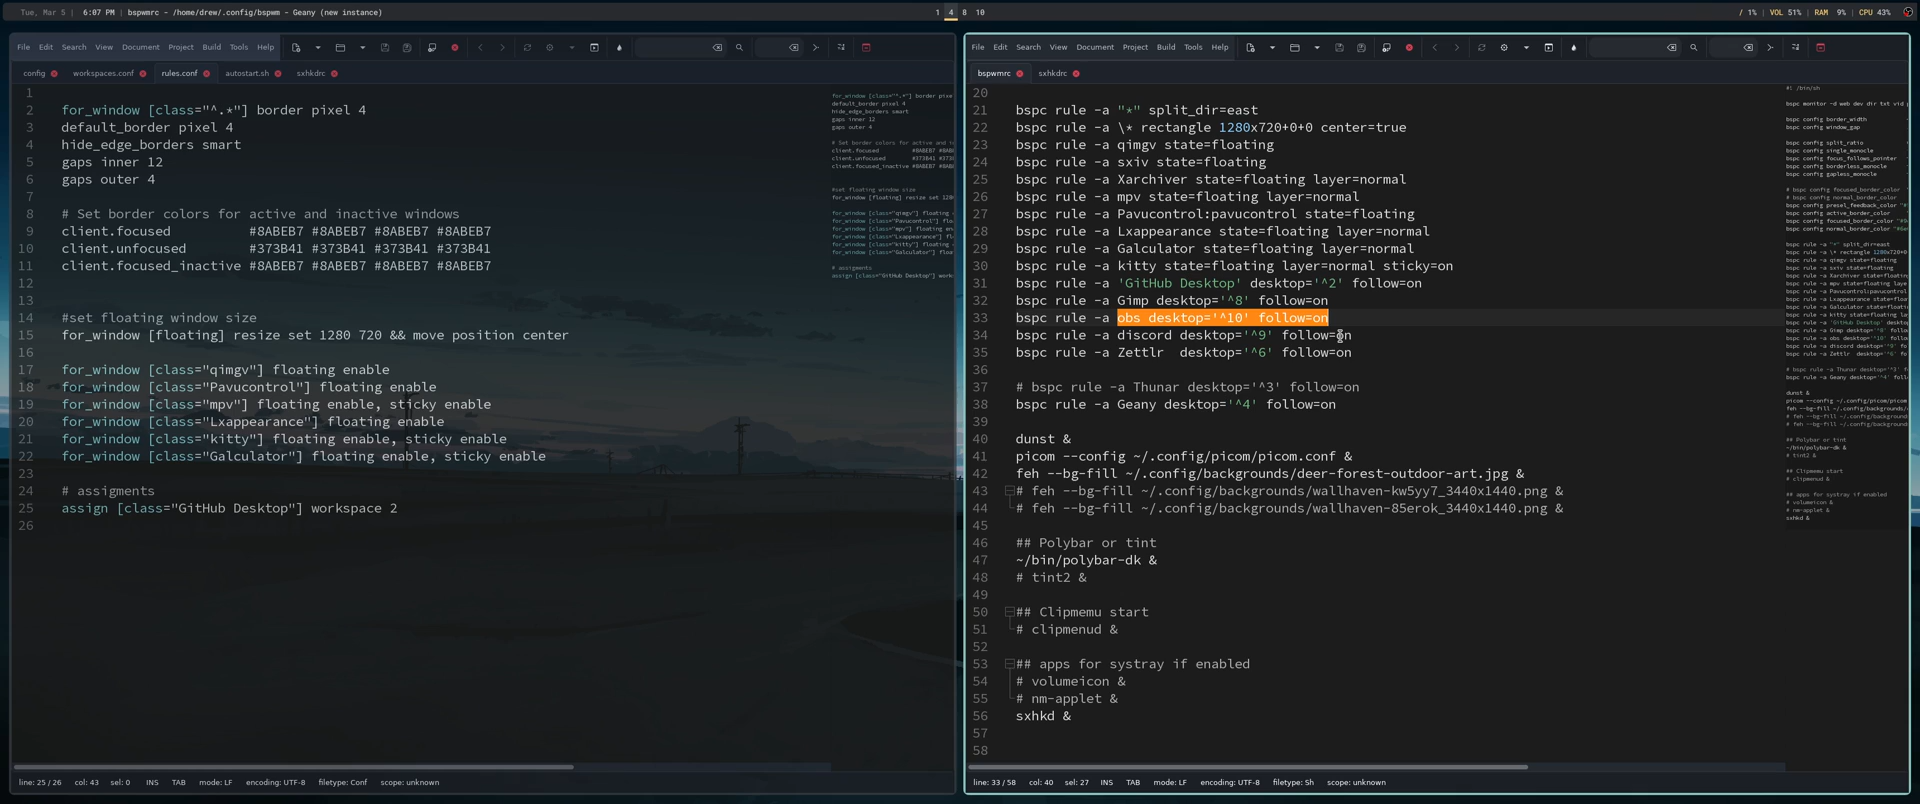 Tue, Mar 5 | 6:07 PM | bspwmrc - /home/drew/.config/bspwm - Geany (new instance)
1 4 8 10
/ 1% | VOL 51% | RAM 9% | CPU 43%
File Edit Search View Document Project Build Tools Help
config workspaces.conf rules.conf autostart.sh sxhkdrc
1
2 for_window [class="^.*"] border pixel 4
3 default_border pixel 4
4 hide_edge_borders smart
5 gaps inner 12
6 gaps outer 4
7
8 # Set border colors for active and inactive windows
9 client.focused          #8ABEB7 #8ABEB7 #8ABEB7 #8ABEB7
10 client.unfocused        #373B41 #373B41 #373B41 #373B41
11 client.focused_inactive #8ABEB7 #8ABEB7 #8ABEB7 #8ABEB7
12
13
14 #set floating window size
15 for_window [floating] resize set 1280 720 && move position center
16
17 for_window [class="qimgv"] floating enable
18 for_window [class="Pavucontrol"] floating enable
19 for_window [class="mpv"] floating enable, sticky enable
20 for_window [class="Lxappearance"] floating enable
21 for_window [class="kitty"] floating enable, sticky enable
22 for_window [class="Galculator"] floating enable, sticky enable
23
24 # assigments
25 assign [class="GitHub Desktop"] workspace 2
26
line: 25 / 26 col: 43 sel: 0 INS TAB mode: LF encoding: UTF-8 filetype: Conf scope: unknown
File Edit Search View Document Project Build Tools Help
bspwmrc sxhkdrc
20
21 bspc rule -a "*" split_dir=east
22 bspc rule -a \* rectangle 1280x720+0+0 center=true
23 bspc rule -a qimgv state=floating
24 bspc rule -a sxiv state=floating
25 bspc rule -a Xarchiver state=floating layer=normal
26 bspc rule -a mpv state=floating layer=normal
27 bspc rule -a Pavucontrol:pavucontrol state=floating
28 bspc rule -a Lxappearance state=floating layer=normal
29 bspc rule -a Galculator state=floating layer=normal
30 bspc rule -a kitty state=floating layer=normal sticky=on
31 bspc rule -a 'GitHub Desktop' desktop='^2' follow=on
32 bspc rule -a Gimp desktop='^8' follow=on
33 bspc rule -a obs desktop='^10' follow=on
34 bspc rule -a discord desktop='^9' follow=on
35 bspc rule -a Zettlr  desktop='^6' follow=on
36
37 # bspc rule -a Thunar desktop='^3' follow=on
38 bspc rule -a Geany desktop='^4' follow=on
39
40 dunst &
41 picom --config ~/.config/picom/picom.conf &
42 feh --bg-fill ~/.config/backgrounds/deer-forest-outdoor-art.jpg &
43 # feh --bg-fill ~/.config/backgrounds/wallhaven-kw5yy7_3440x1440.png &
44 # feh --bg-fill ~/.config/backgrounds/wallhaven-85erok_3440x1440.png &
45
46 ## Polybar or tint
47 ~/bin/polybar-dk &
48 # tint2 &
49
50 ## Clipmemu start
51 # clipmenud &
52
53 ## apps for systray if enabled
54 # volumeicon &
55 # nm-applet &
56 sxhkd &
57
58
line: 33 / 58 col: 40 sel: 27 INS TAB mode: LF encoding: UTF-8 filetype: Sh scope: unknown